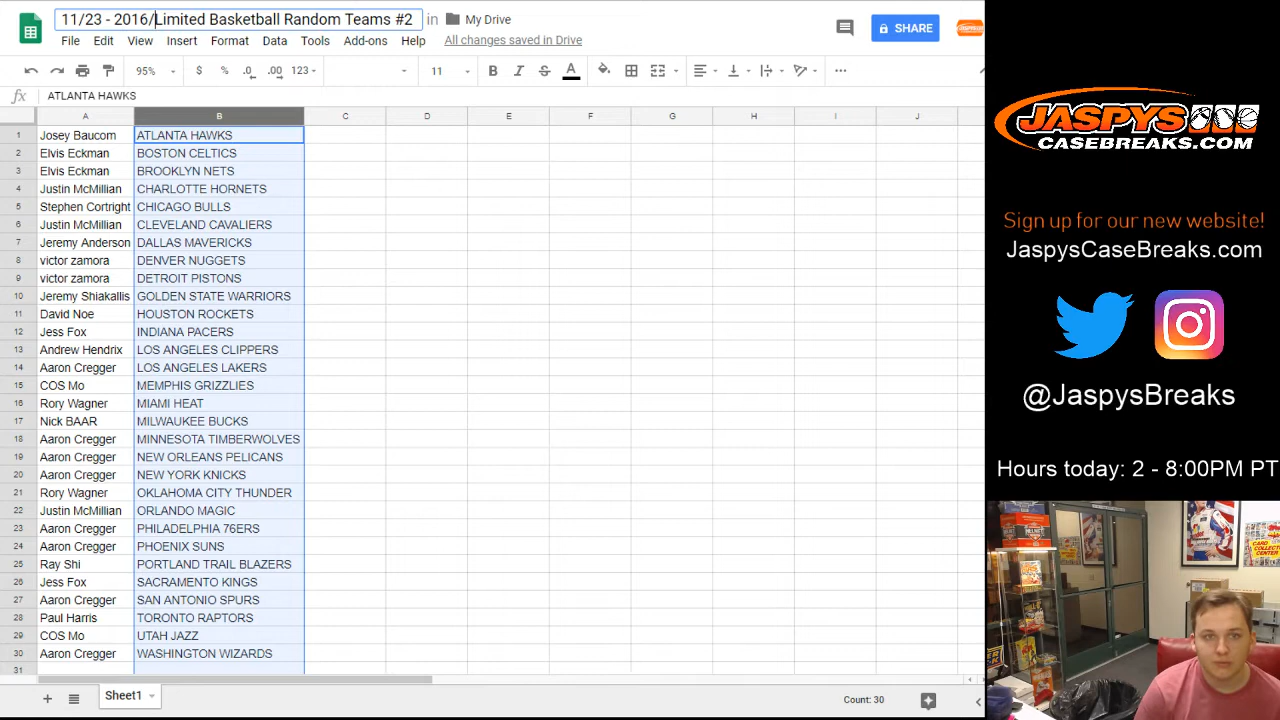 11/23 - 2016/Limited Basketball Random Teams #2 in My Drive
SHARE
File Edit View Insert Format Data Tools Add-ons Help All changes saved in Drive
95% $ % .0 .00 123 11 B I S A
fx ATLANTA HAWKS
A B C D E F G H I J
1 Josey Baucom ATLANTA HAWKS
2 Elvis Eckman BOSTON CELTICS
3 Elvis Eckman BROOKLYN NETS
4 Justin McMillian CHARLOTTE HORNETS
5 Stephen Cortright CHICAGO BULLS
6 Justin McMillian CLEVELAND CAVALIERS
7 Jeremy Anderson DALLAS MAVERICKS
8 victor zamora DENVER NUGGETS
9 victor zamora DETROIT PISTONS
10 Jeremy Shiakallis GOLDEN STATE WARRIORS
11 David Noe HOUSTON ROCKETS
12 Jess Fox INDIANA PACERS
13 Andrew Hendrix LOS ANGELES CLIPPERS
14 Aaron Cregger LOS ANGELES LAKERS
15 COS Mo MEMPHIS GRIZZLIES
16 Rory Wagner MIAMI HEAT
17 Nick BAAR MILWAUKEE BUCKS
18 Aaron Cregger MINNESOTA TIMBERWOLVES
19 Aaron Cregger NEW ORLEANS PELICANS
20 Aaron Cregger NEW YORK KNICKS
21 Rory Wagner OKLAHOMA CITY THUNDER
22 Justin McMillian ORLANDO MAGIC
23 Aaron Cregger PHILADELPHIA 76ERS
24 Aaron Cregger PHOENIX SUNS
25 Ray Shi PORTLAND TRAIL BLAZERS
26 Jess Fox SACRAMENTO KINGS
27 Aaron Cregger SAN ANTONIO SPURS
28 Paul Harris TORONTO RAPTORS
29 COS Mo UTAH JAZZ
30 Aaron Cregger WASHINGTON WIZARDS
31
Sheet1 Count: 30
JASPYS
CASEBREAKS.COM
Sign up for our new website!
JaspysCaseBreaks.com
@JaspysBreaks
Hours today: 2 - 8:00PM PT
CARD
COLLECTOR
CENTER